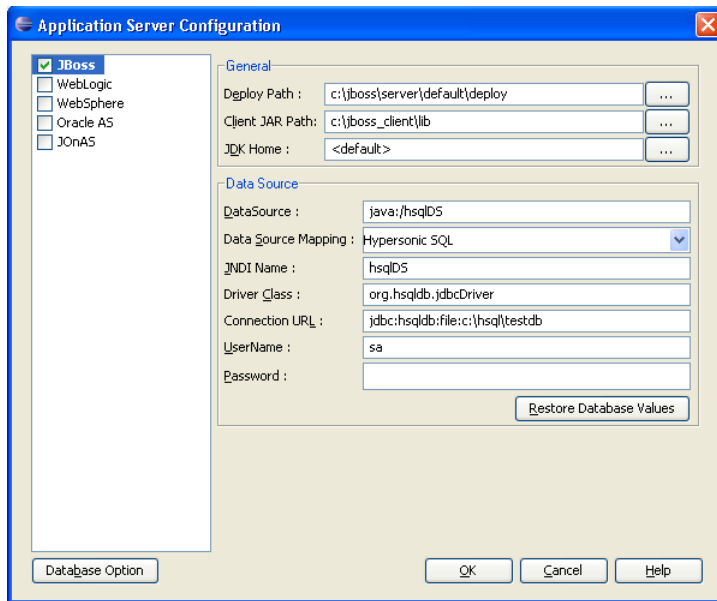 Application Server Configuration
JBoss
WebLogic
WebSphere
Oracle AS
JOnAS
General
Deploy Path : c:\jboss\server\default\deploy ...
Client JAR Path: c:\jboss_client\lib ...
JDK Home : <default> ...
Data Source
DataSource : java:/hsqlDS
Data Source Mapping : Hypersonic SQL
JNDI Name : hsqlDS
Driver Class : org.hsqldb.jdbcDriver
Connection URL : jdbc:hsqldb:file:c:\hsql\testdb
UserName : sa
Password :
Restore Database Values
Database Option OK Cancel Help